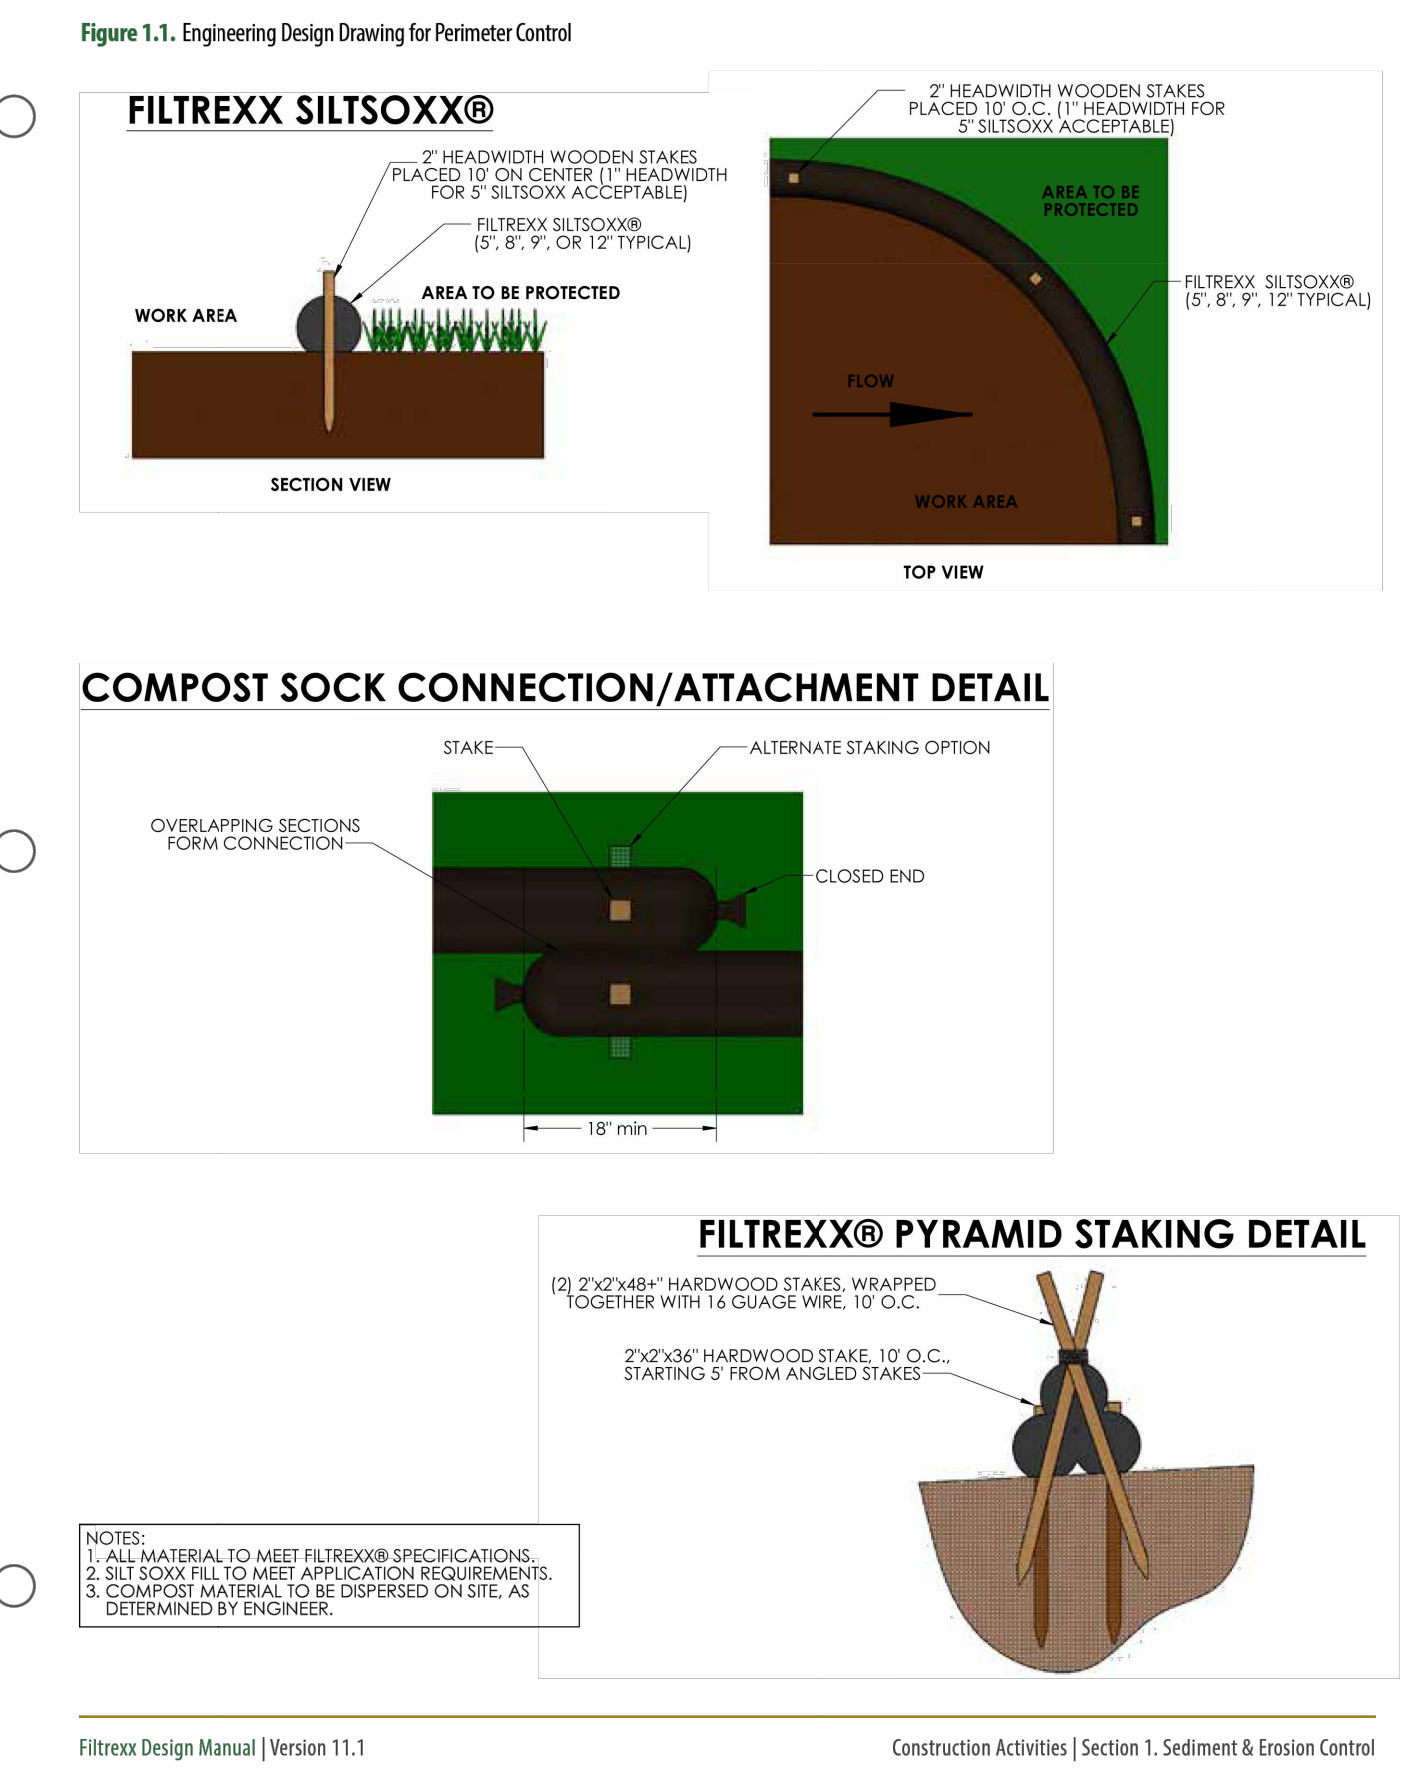 Figure 1.1. Engineering Design Drawing for Perimeter Control
FILTREXX SILTSOXX®
2" HEADWIDTH WOODEN STAKES
PLACED 10' ON CENTER (1" HEADWIDTH
FOR 5" SILTSOXX ACCEPTABLE)
FILTREXX SILTSOXX®
(5", 8", 9", OR 12" TYPICAL)
AREA TO BE PROTECTED
WORK AREA
SECTION VIEW
2" HEADWIDTH WOODEN STAKES
PLACED 10' O.C. (1" HEADWIDTH FOR
5" SILTSOXX ACCEPTABLE)
AREA TO BE
PROTECTED
FILTREXX SILTSOXX®
(5", 8", 9", 12" TYPICAL)
FLOW
WORK AREA
TOP VIEW
COMPOST SOCK CONNECTION/ATTACHMENT DETAIL
STAKE
ALTERNATE STAKING OPTION
OVERLAPPING SECTIONS
FORM CONNECTION
CLOSED END
18" min
FILTREXX® PYRAMID STAKING DETAIL
(2) 2"x2"x48+" HARDWOOD STAKES, WRAPPED
TOGETHER WITH 16 GUAGE WIRE, 10' O.C.
2"x2"x36" HARDWOOD STAKE, 10' O.C.,
STARTING 5' FROM ANGLED STAKES
NOTES:
1. ALL MATERIAL TO MEET FILTREXX® SPECIFICATIONS.
2. SILT SOXX FILL TO MEET APPLICATION REQUIREMENTS.
3. COMPOST MATERIAL TO BE DISPERSED ON SITE, AS
DETERMINED BY ENGINEER.
Filtrexx Design Manual | Version 11.1
Construction Activities | Section 1. Sediment & Erosion Control